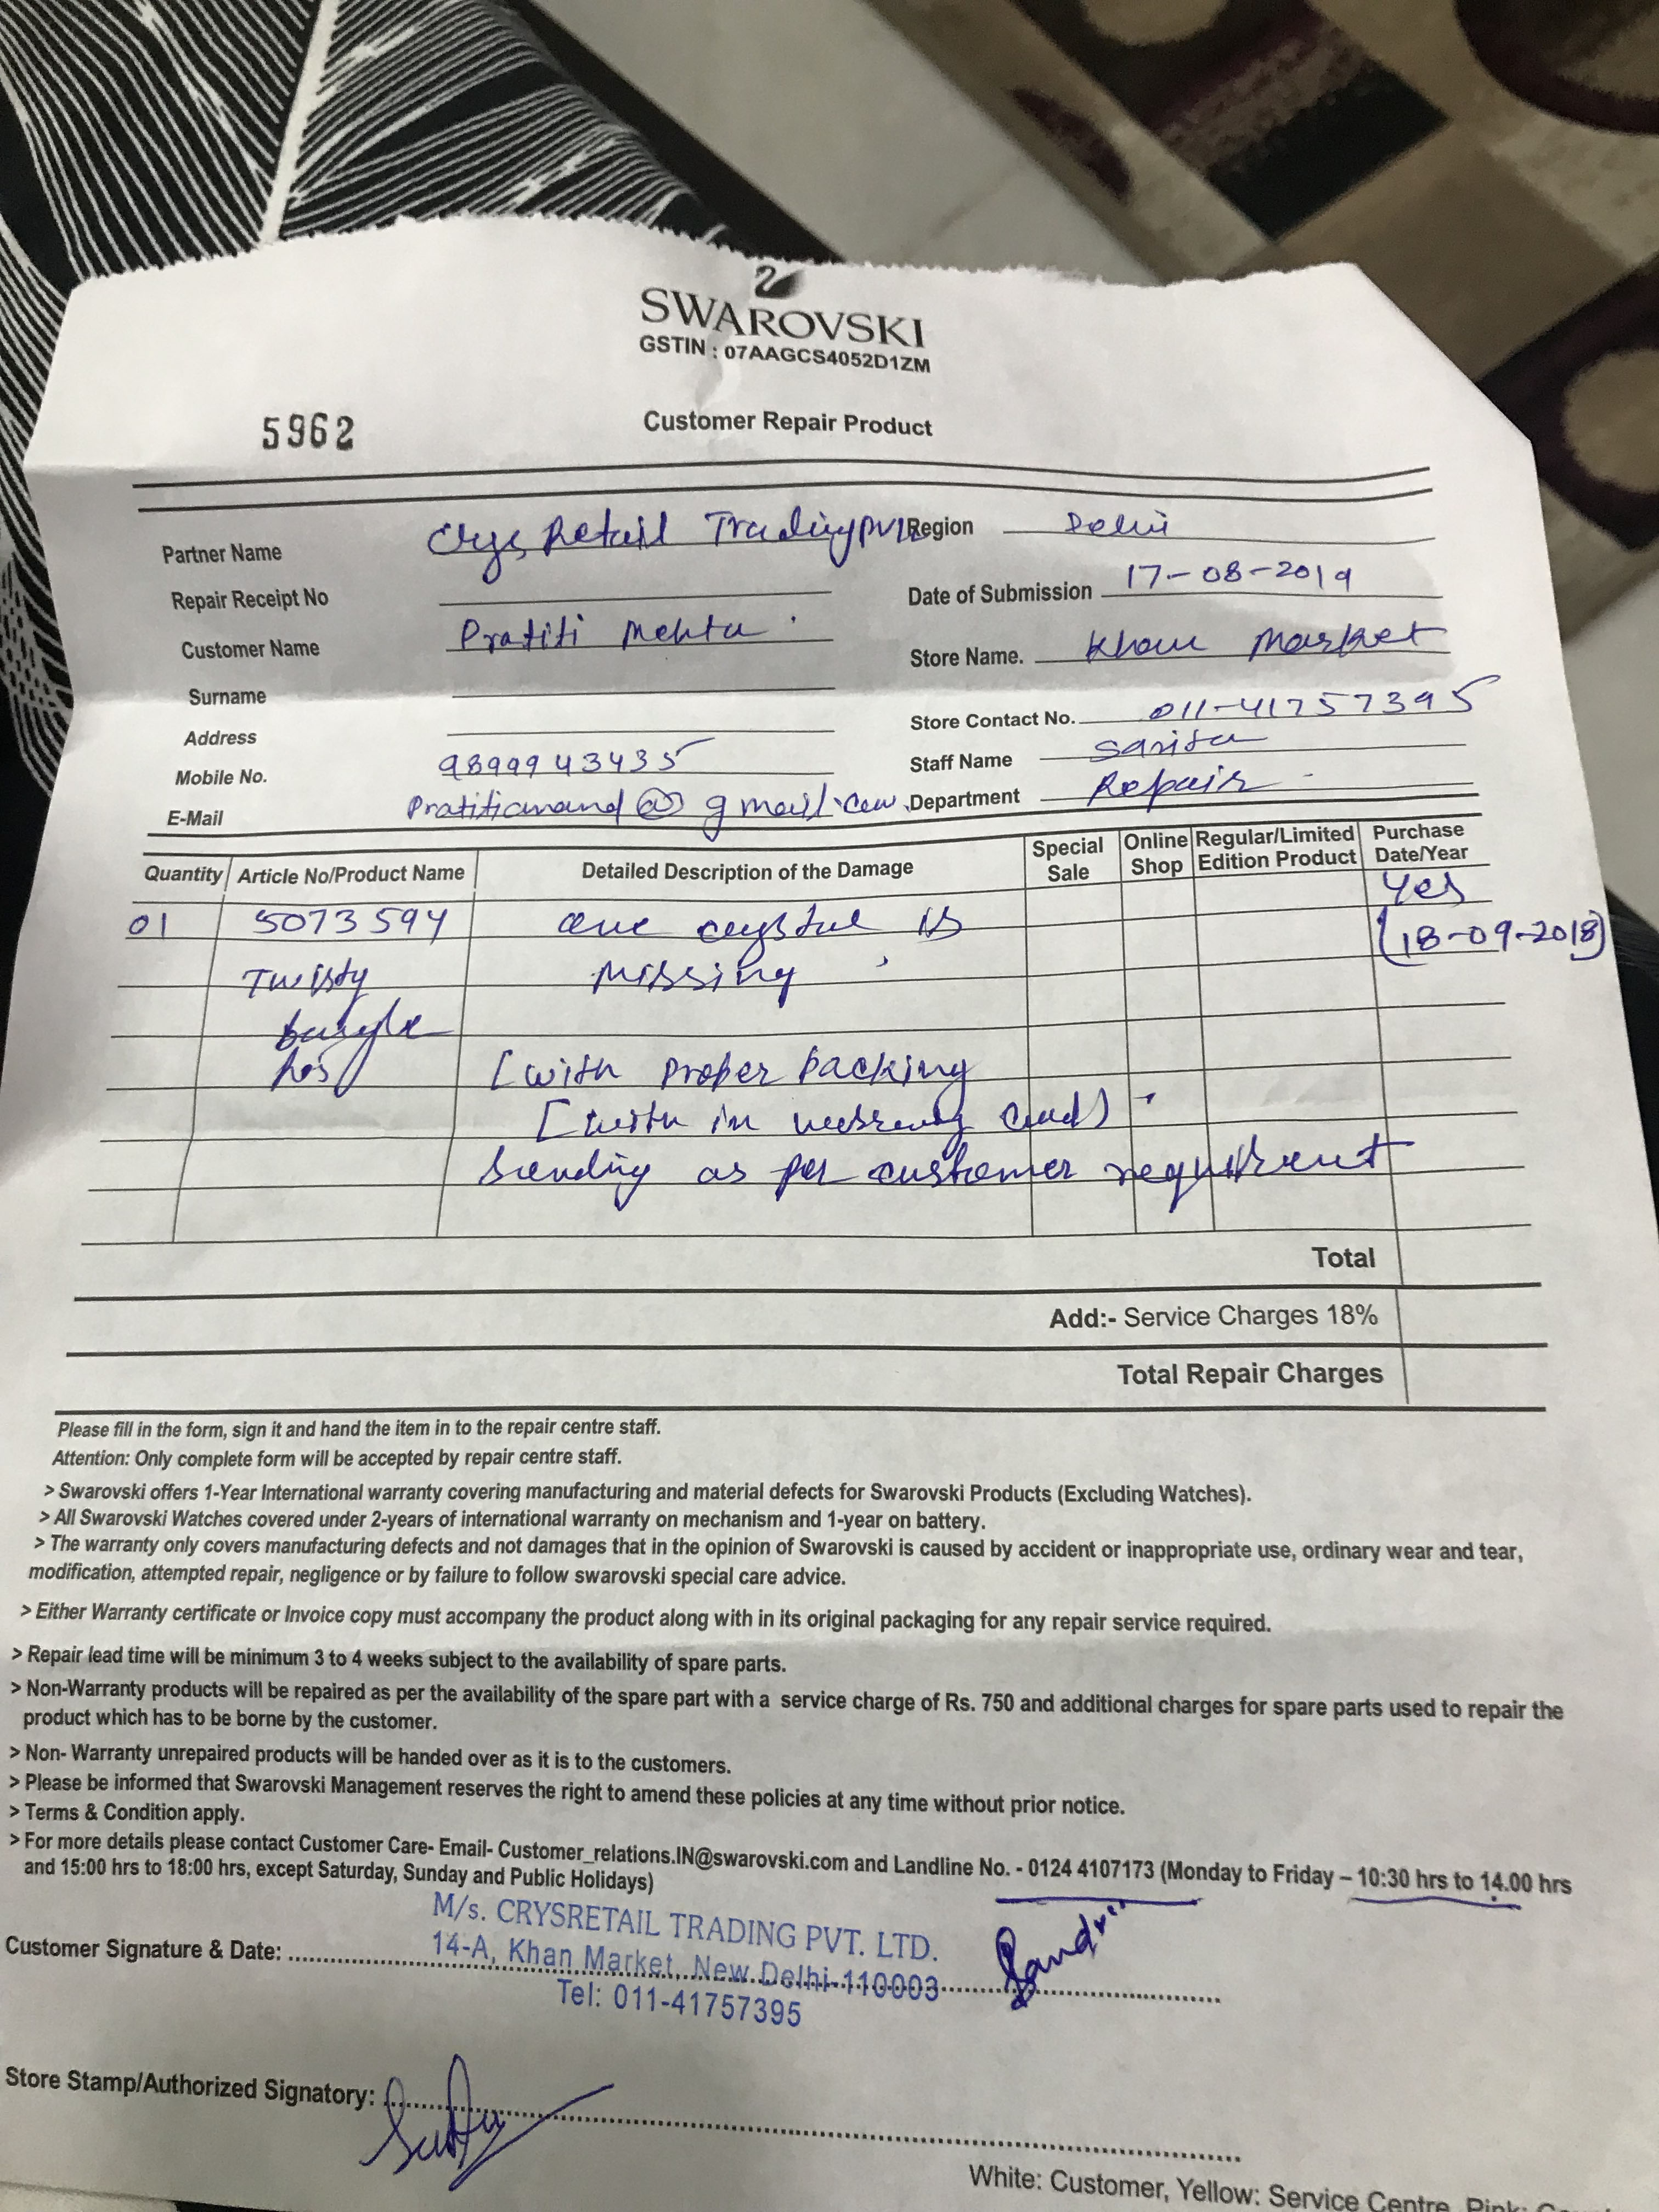 SWAROVSKI
GSTIN : 07AAGCS4052D1ZM
5962
Customer Repair Product
Partner Name Crys Retail Trading Pvt Region Delhi
Repair Receipt No Date of Submission 17-08-2019
Customer Name Pratiti Mehta Store Name. Khan Market
Surname
Store Contact No. 011-41757395
Address
Mobile No. 9899943435 Staff Name Sarita
E-Mail Pratitianand@gmail.com Department Repair
Quantity Article No/Product Name Detailed Description of the Damage Special Sale Online Shop Regular/Limited Edition Product Purchase Date/Year
Yes
01 5073594 one crystal is (18-09-2018)
Twisty missing
bangle
[with proper packing
[with in card)
Sending as per customer
Total
Add:- Service Charges 18%
Total Repair Charges
Please fill in the form, sign it and hand the item in to the repair centre staff.
Attention: Only complete form will be accepted by repair centre staff.
> Swarovski offers 1-Year International warranty covering manufacturing and material defects for Swarovski Products (Excluding Watches).
> All Swarovski Watches covered under 2-years of international warranty on mechanism and 1-year on battery.
> The warranty only covers manufacturing defects and not damages that in the opinion of Swarovski is caused by accident or inappropriate use, ordinary wear and tear,
modification, attempted repair, negligence or by failure to follow swarovski special care advice.
> Either Warranty certificate or Invoice copy must accompany the product along with in its original packaging for any repair service required.
> Repair lead time will be minimum 3 to 4 weeks subject to the availability of spare parts.
> Non-Warranty products will be repaired as per the availability of the spare part with a service charge of Rs. 750 and additional charges for spare parts used to repair the
product which has to be borne by the customer.
> Non- Warranty unrepaired products will be handed over as it is to the customers.
> Please be informed that Swarovski Management reserves the right to amend these policies at any time without prior notice.
> Terms & Condition apply.
> For more details please contact Customer Care- Email- Customer_relations.IN@swarovski.com and Landline No. - 0124 4107173 (Monday to Friday – 10:30 hrs to 14.00 hrs
and 15:00 hrs to 18:00 hrs, except Saturday, Sunday and Public Holidays)
M/s. CRYSRETAIL TRADING PVT. LTD.
Customer Signature & Date: 14-A, Khan Market, New Delhi-110003
Tel: 011-41757395
Store Stamp/Authorized Signatory:
White: Customer, Yellow: Service Centre, Pink: